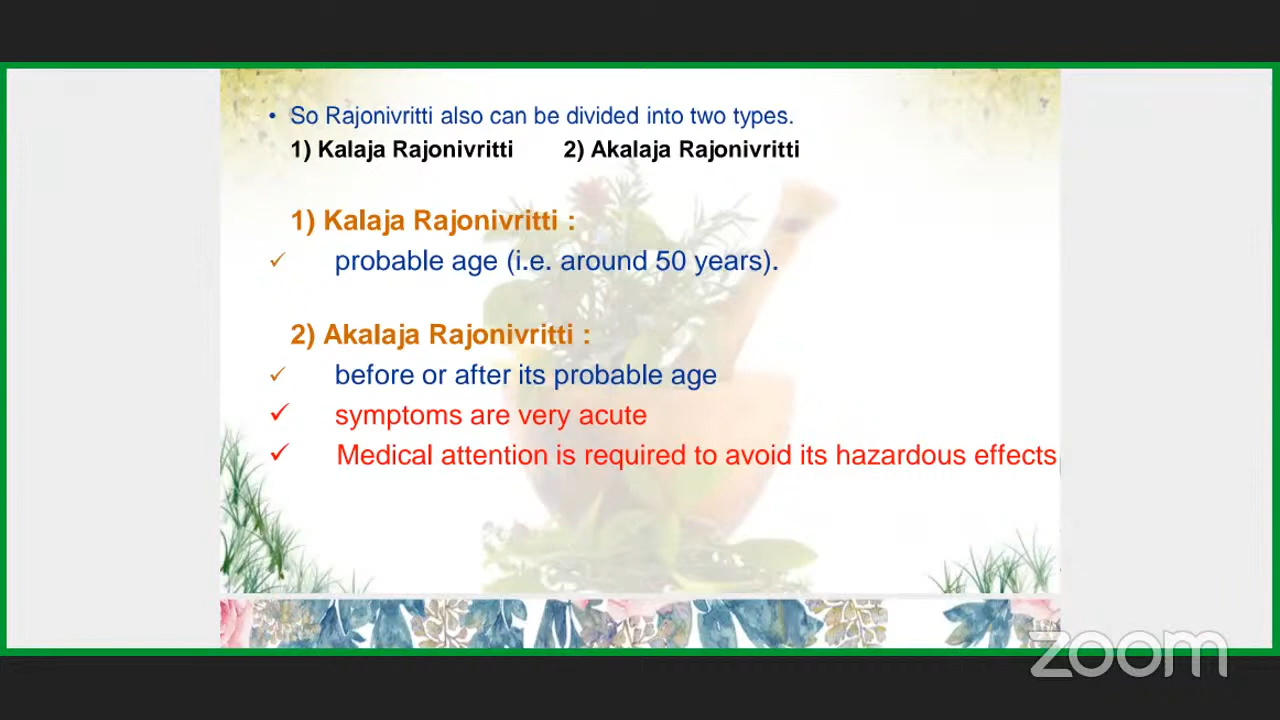 • So Rajonivritti also can be divided into two types.
1) Kalaja Rajonivritti 2) Akalaja Rajonivritti
1) Kalaja Rajonivritti :
✓ probable age (i.e. around 50 years).
2) Akalaja Rajonivritti :
✓ before or after its probable age
✓ symptoms are very acute
✓ Medical attention is required to avoid its hazardous effects
zoom